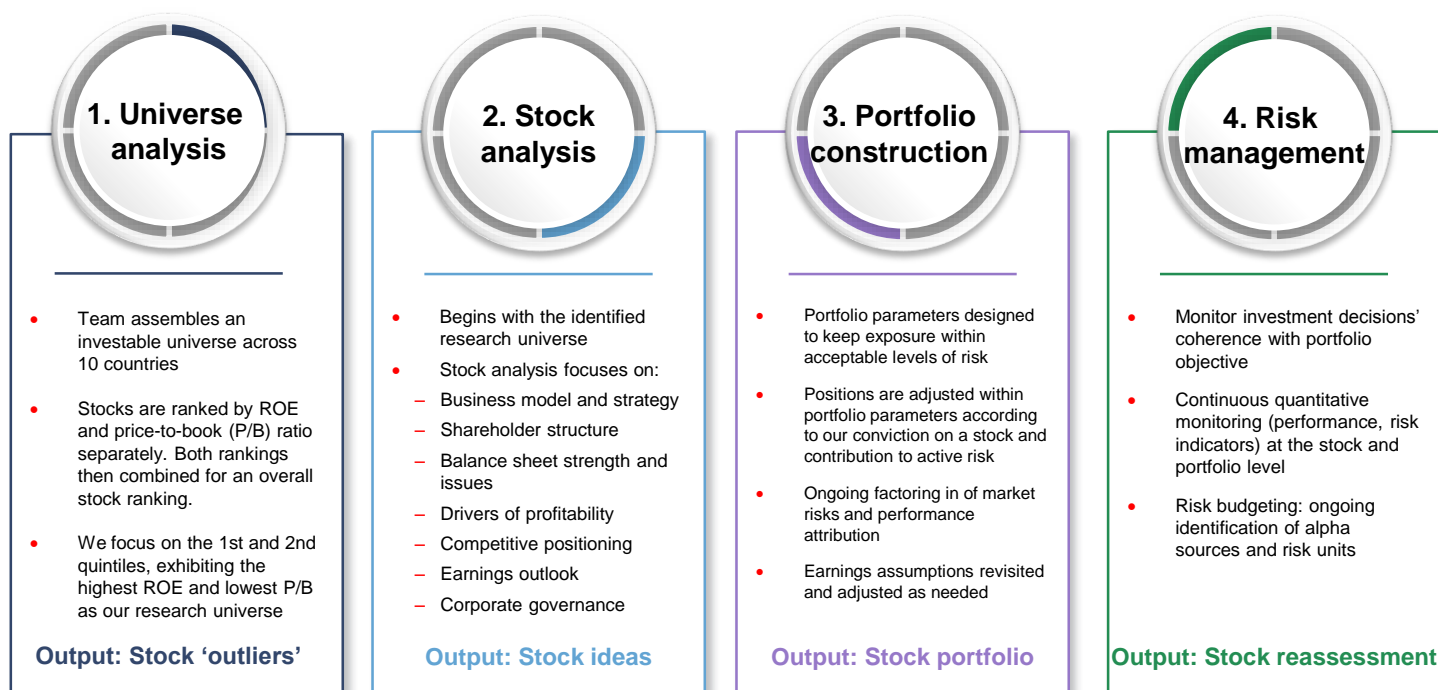 1. Universe
analysis
• Team assembles an
investable universe across
10 countries
• Stocks are ranked by ROE
and price-to-book (P/B) ratio
separately. Both rankings
then combined for an overall
stock ranking.
• We focus on the 1st and 2nd
quintiles, exhibiting the
highest ROE and lowest P/B
as our research universe
Output: Stock ‘outliers’
2. Stock
analysis
• Begins with the identified
research universe
• Stock analysis focuses on:
– Business model and strategy
– Shareholder structure
– Balance sheet strength and
issues
– Drivers of profitability
– Competitive positioning
– Earnings outlook
– Corporate governance
Output: Stock ideas
3. Portfolio
construction
• Portfolio parameters designed
to keep exposure within
acceptable levels of risk
• Positions are adjusted within
portfolio parameters according
to our conviction on a stock and
contribution to active risk
• Ongoing factoring in of market
risks and performance
attribution
• Earnings assumptions revisited
and adjusted as needed
Output: Stock portfolio
4. Risk
management
• Monitor investment decisions’
coherence with portfolio
objective
• Continuous quantitative
monitoring (performance, risk
indicators) at the stock and
portfolio level
• Risk budgeting: ongoing
identification of alpha
sources and risk units
Output: Stock reassessment